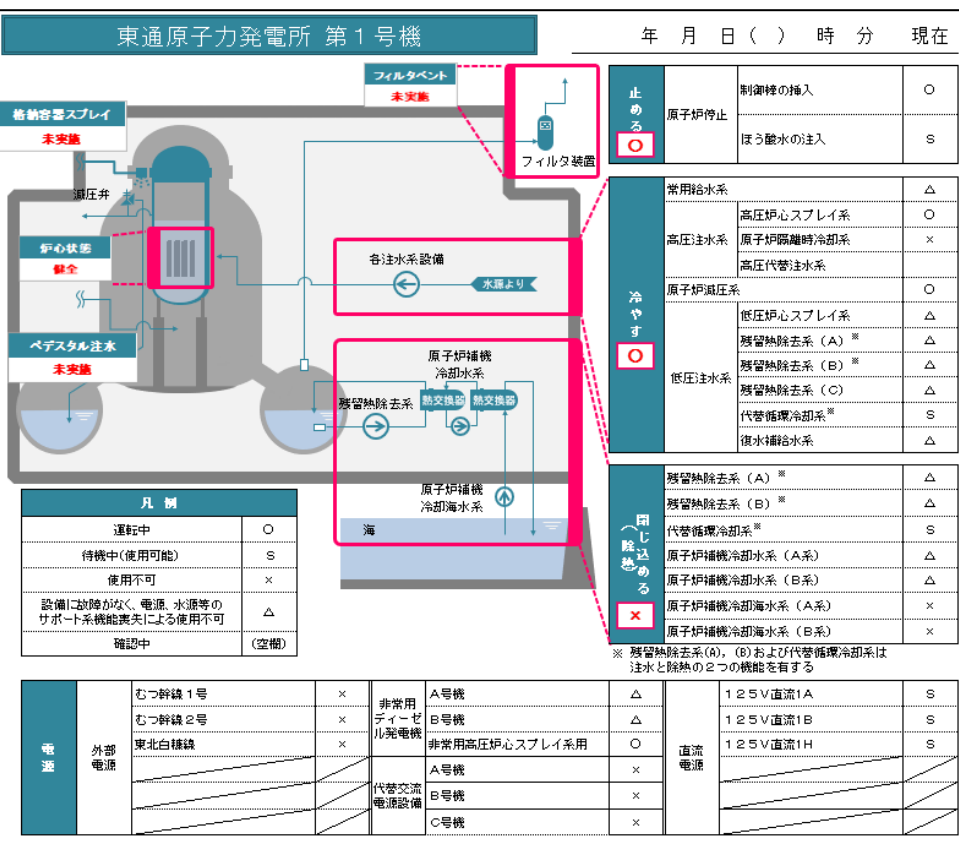 東通原子力発電所 第１号機
年 月 日（ ） 時 分 現在
フィルタベント
未実施
格納容器スプレイ
未実施
フィルタ装置
減圧弁
炉心状態
健全
各注水系設備
水源より
ペデスタル注水
未実施
原子炉補機
冷却水系
残留熱除去系
熱交換器
熱交換器
原子炉補機
冷却海水系
海
凡 例
運転中 ○
待機中(使用可能) S
使用不可 ×
設備に故障がなく、電源、水源等の
サポート系機能喪失による使用不可 △
確認中 (空欄)
止める
○
原子炉停止
制御棒の挿入 ○
ほう酸水の注入 S
冷やす
○
常用給水系 △
高圧注水系
高圧炉心スプレイ系 ○
原子炉隔離時冷却系 ×
高圧代替注水系
原子炉減圧系 ○
低圧注水系
低圧炉心スプレイ系 △
残留熱除去系（A）※ △
残留熱除去系（B）※ △
残留熱除去系（C） △
代替循環冷却系※ S
復水補給水系 △
閉じ込める
（除熱）
×
残留熱除去系（A）※ △
残留熱除去系（B）※ △
代替循環冷却系※ S
原子炉補機冷却水系（A系） △
原子炉補機冷却水系（B系） △
原子炉補機冷却海水系（A系） ×
原子炉補機冷却海水系（B系） ×
※ 残留熱除去系(A)，(B)および代替循環冷却系は
注水と除熱の２つの機能を有する
電源
外部
電源
むつ幹線１号 ×
むつ幹線２号 ×
東北白糠線 ×
非常用
ディーゼ
ル発電機
A号機 △
B号機 △
非常用高圧炉心スプレイ系用 ○
代替交流
電源設備
A号機 ×
B号機 ×
C号機 ×
直流
電源
１２５V直流1A S
１２５V直流1B S
１２５V直流1H S